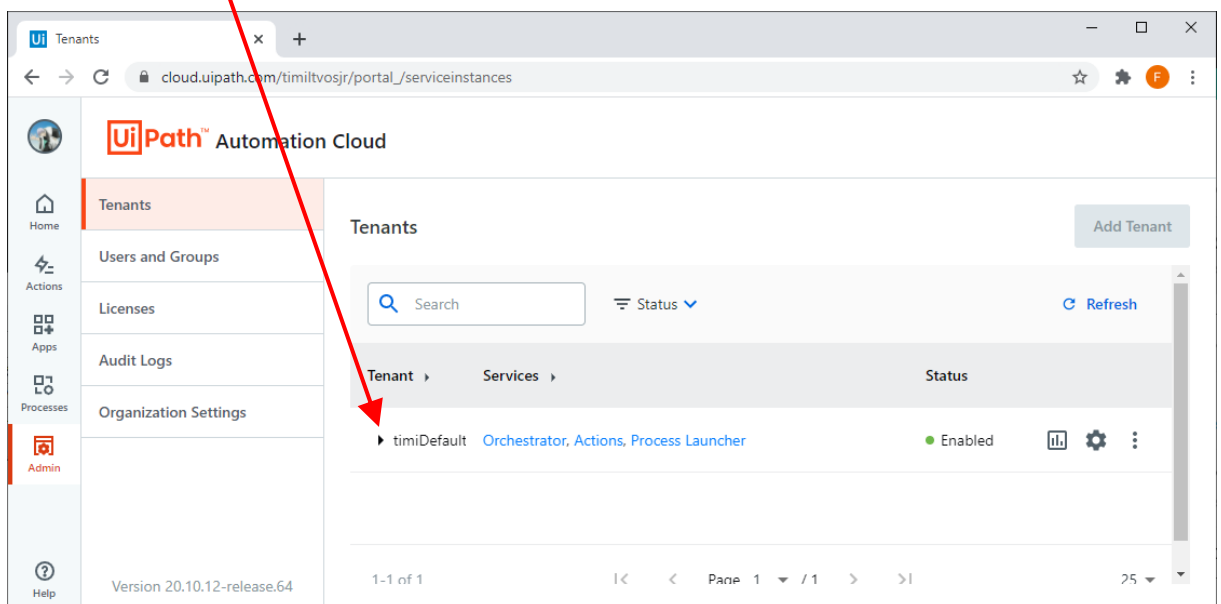 Ui Tenants
cloud.uipath.com/timiltvosjr/portal_/serviceinstances
F
Ui Path™ Automation Cloud
Home
Actions
Apps
Processes
Admin
Help
Tenants
Users and Groups
Licenses
Audit Logs
Organization Settings
Version 20.10.12-release.64
Tenants
Add Tenant
Search
Status
Refresh
Tenant
Services
Status
timiDefault
Orchestrator, Actions, Process Launcher
Enabled
1-1 of 1
Page 1 / 1
25